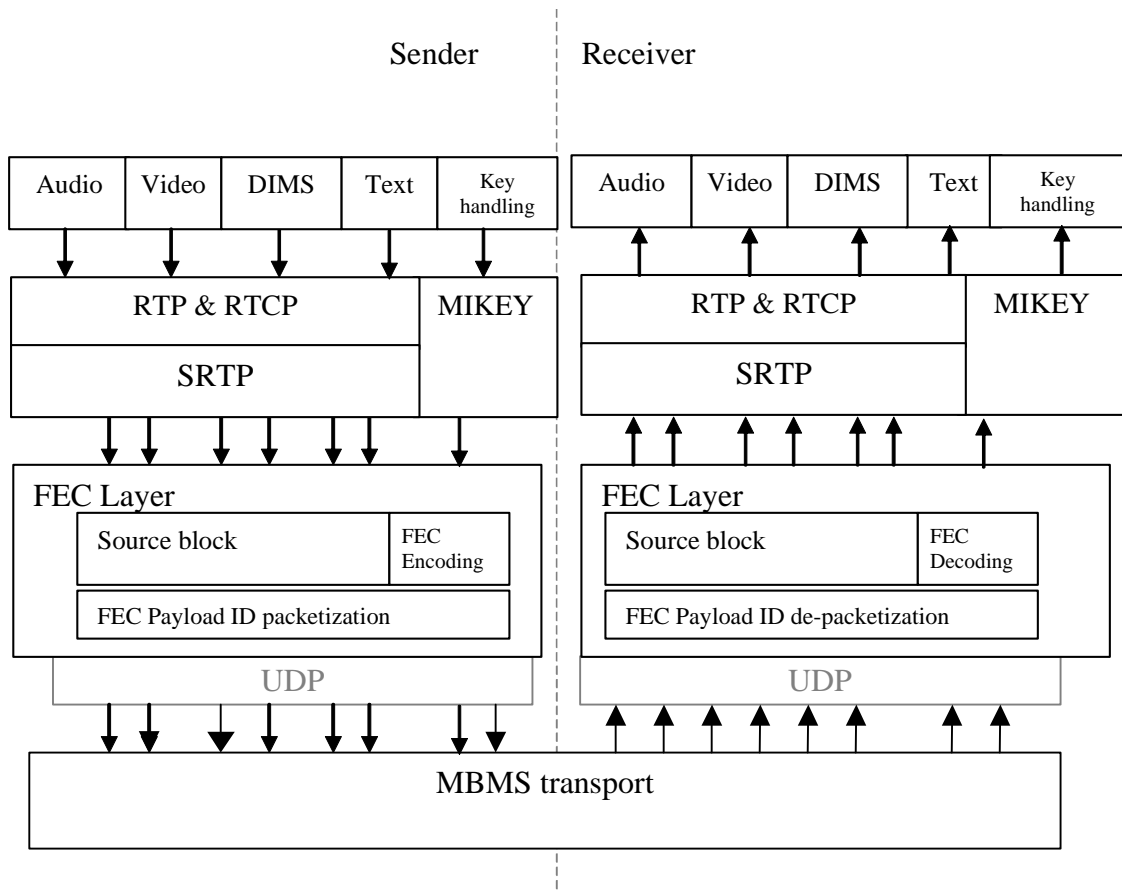 Sender Receiver
Audio Video DIMS Text Key handling Audio Video DIMS Text Key handling
RTP & RTCP MIKEY RTP & RTCP MIKEY
SRTP SRTP
FEC Layer FEC Layer
Source block FEC Encoding Source block FEC Decoding
FEC Payload ID packetization FEC Payload ID de-packetization
UDP UDP
MBMS transport